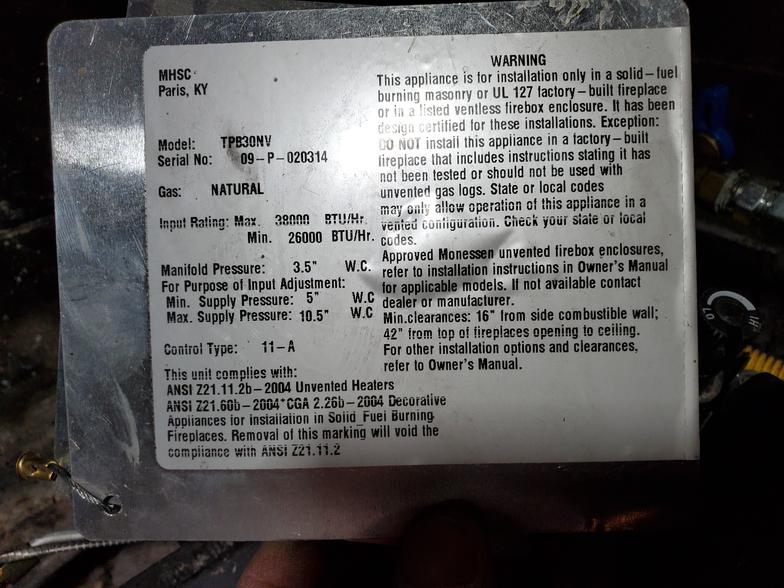 MHSC
Paris, KY
Model: TPB30NV
Serial No: 09-P-020314
Gas: NATURAL
Input Rating: Max. 38000 BTU/Hr.
Min. 26000 BTU/Hr.
Manifold Pressure: 3.5" W.C.
For Purpose of Input Adjustment:
Min. Supply Pressure: 5" W.C
Max. Supply Pressure: 10.5" W.C
Control Type: 11-A
This unit complies with:
ANSI Z21.11.2b-2004 Unvented Heaters
ANSI Z21.60b-2004*CGA 2.26b-2004 Decorative
Appliances for installation in Solid Fuel Burning
Fireplaces. Removal of this marking will void the
compliance with ANSI Z21.11.2
WARNING
This appliance is for installation only in a solid-fuel
burning masonry or UL 127 factory-built fireplace
or in a listed ventless firebox enclosure. It has been
design certified for these installations. Exception:
DO NOT install this appliance in a factory-built
fireplace that includes instructions stating it has
not been tested or should not be used with
unvented gas logs. State or local codes
may only allow operation of this appliance in a
vented configuration. Check your state or local
codes.
Approved Monessen unvented firebox enclosures,
refer to installation instructions in Owner's Manual
for applicable models. If not available contact
dealer or manufacturer.
Min.clearances: 16" from side combustible wall;
42" from top of fireplaces opening to ceiling.
For other installation options and clearances,
refer to Owner's Manual.
HI
LO